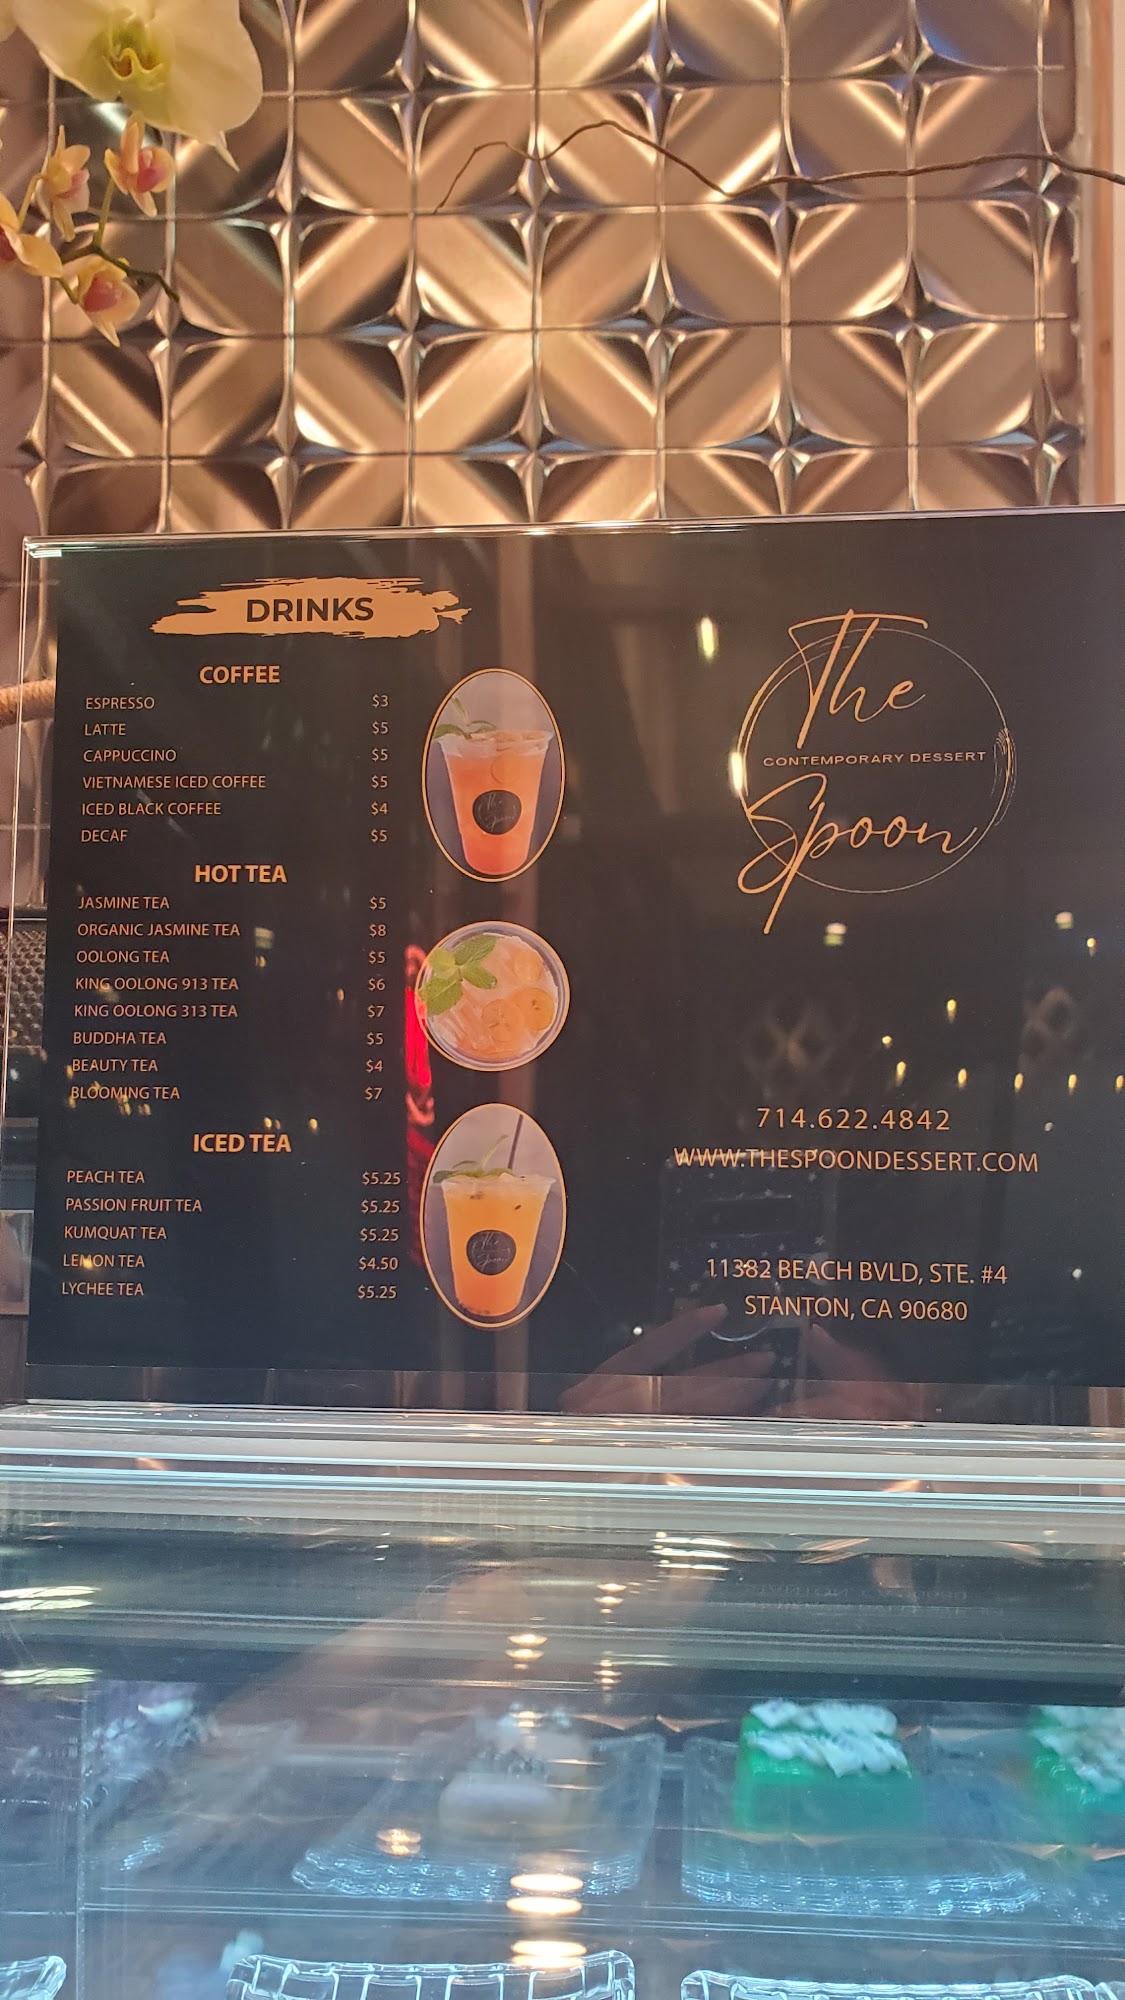 DRINKS
COFFEE
ESPRESSO $3
LATTE $5
CAPPUCCINO $5
VIETNAMESE ICED COFFEE $5
ICED BLACK COFFEE $4
DECAF $5
HOT TEA
JASMINE TEA $5
ORGANIC JASMINE TEA $8
OOLONG TEA $5
KING OOLONG 913 TEA $6
KING OOLONG 313 TEA $7
BUDDHA TEA $5
BEAUTY TEA $4
BLOOMING TEA $7
ICED TEA
PEACH TEA $5.25
PASSION FRUIT TEA $5.25
KUMQUAT TEA $5.25
LEMON TEA $4.50
LYCHEE TEA $5.25
The
Spoon
The
Spoon
The
CONTEMPORARY DESSERT
Spoon
714.622.4842
WWW.THESPOONDESSERT.COM
11382 BEACH BVLD, STE. #4
STANTON, CA 90680